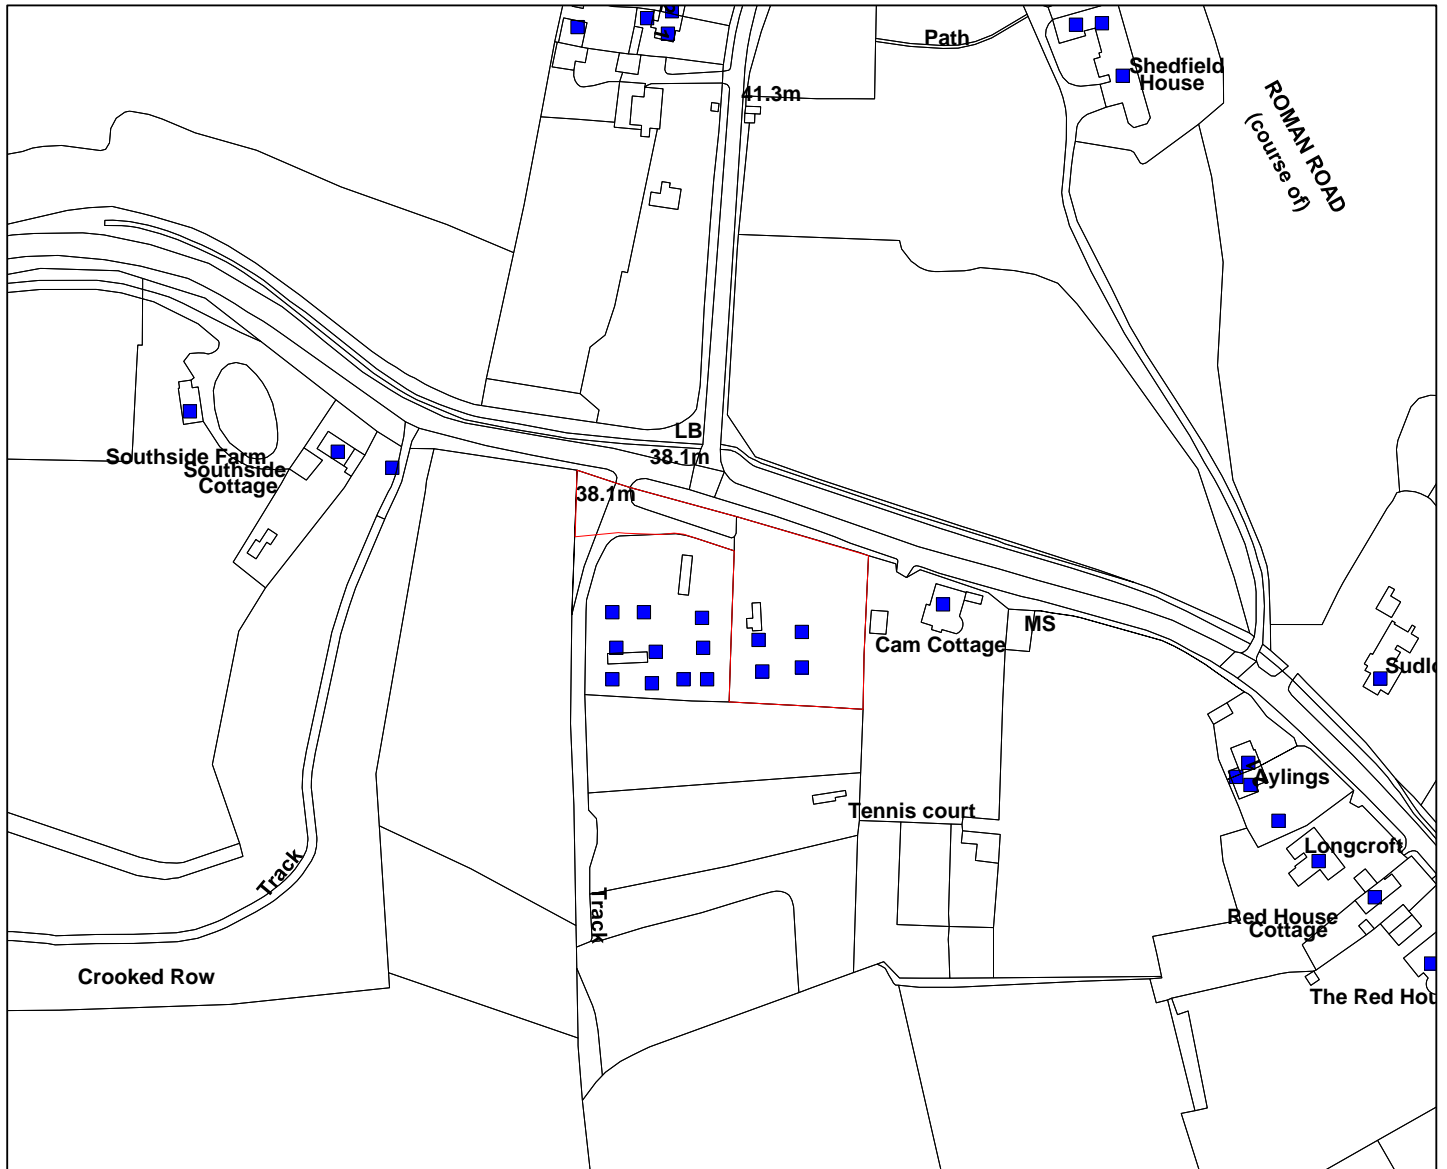 Path
Shedfield
House
41.3m
ROMAN ROAD
(course of)
LB
38.1m
Southside Farm
Southside
Cottage
38.1m
MS
Cam Cottage
Sudl
Aylings
Tennis court
Longcroft
Track
Track
Red House
Cottage
Crooked Row
The Red Hou